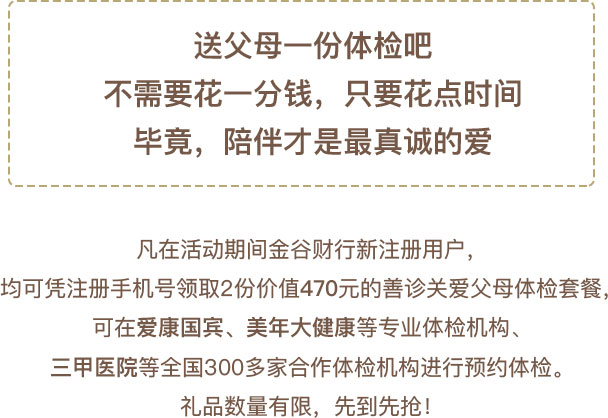 送父母一份体检吧
不需要花一分钱，只要花点时间
毕竟，陪伴才是最真诚的爱
凡在活动期间金谷财行新注册用户，
均可凭注册手机号领取2份价值470元的善诊关爱父母体检套餐，
可在爱康国宾、美年大健康等专业体检机构、
三甲医院等全国300多家合作体检机构进行预约体检。
礼品数量有限，先到先抢！